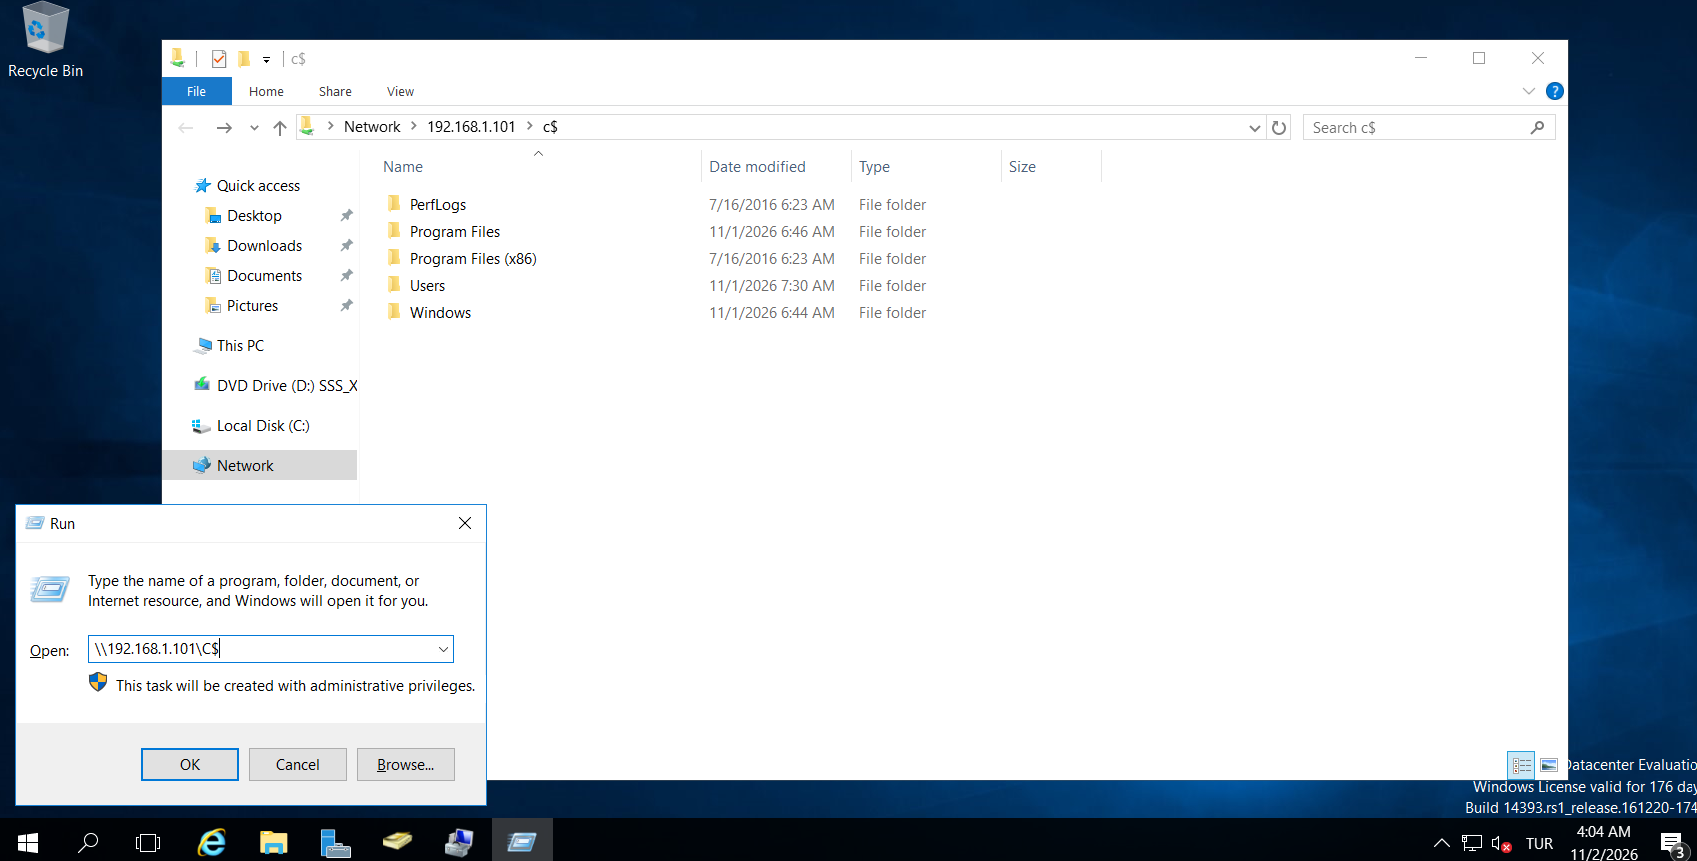 Recycle Bin
c$
File Home Share View
Network 192.168.1.101 c$
Search c$
Name Date modified Type Size
Quick access
Desktop
Downloads
Documents
Pictures
This PC
DVD Drive (D:) SSS_X
Local Disk (C:)
Network
PerfLogs 7/16/2016 6:23 AM File folder
Program Files 11/1/2026 6:46 AM File folder
Program Files (x86) 7/16/2016 6:23 AM File folder
Users 11/1/2026 7:30 AM File folder
Windows 11/1/2026 6:44 AM File folder
Run
Type the name of a program, folder, document, or
Internet resource, and Windows will open it for you.
Open: \\192.168.1.101\C$
This task will be created with administrative privileges.
OK Cancel Browse...
Datacenter Evaluatio
Windows License valid for 176 day
Build 14393.rs1_release.161220-174
TUR
4:04 AM
11/2/2026
3